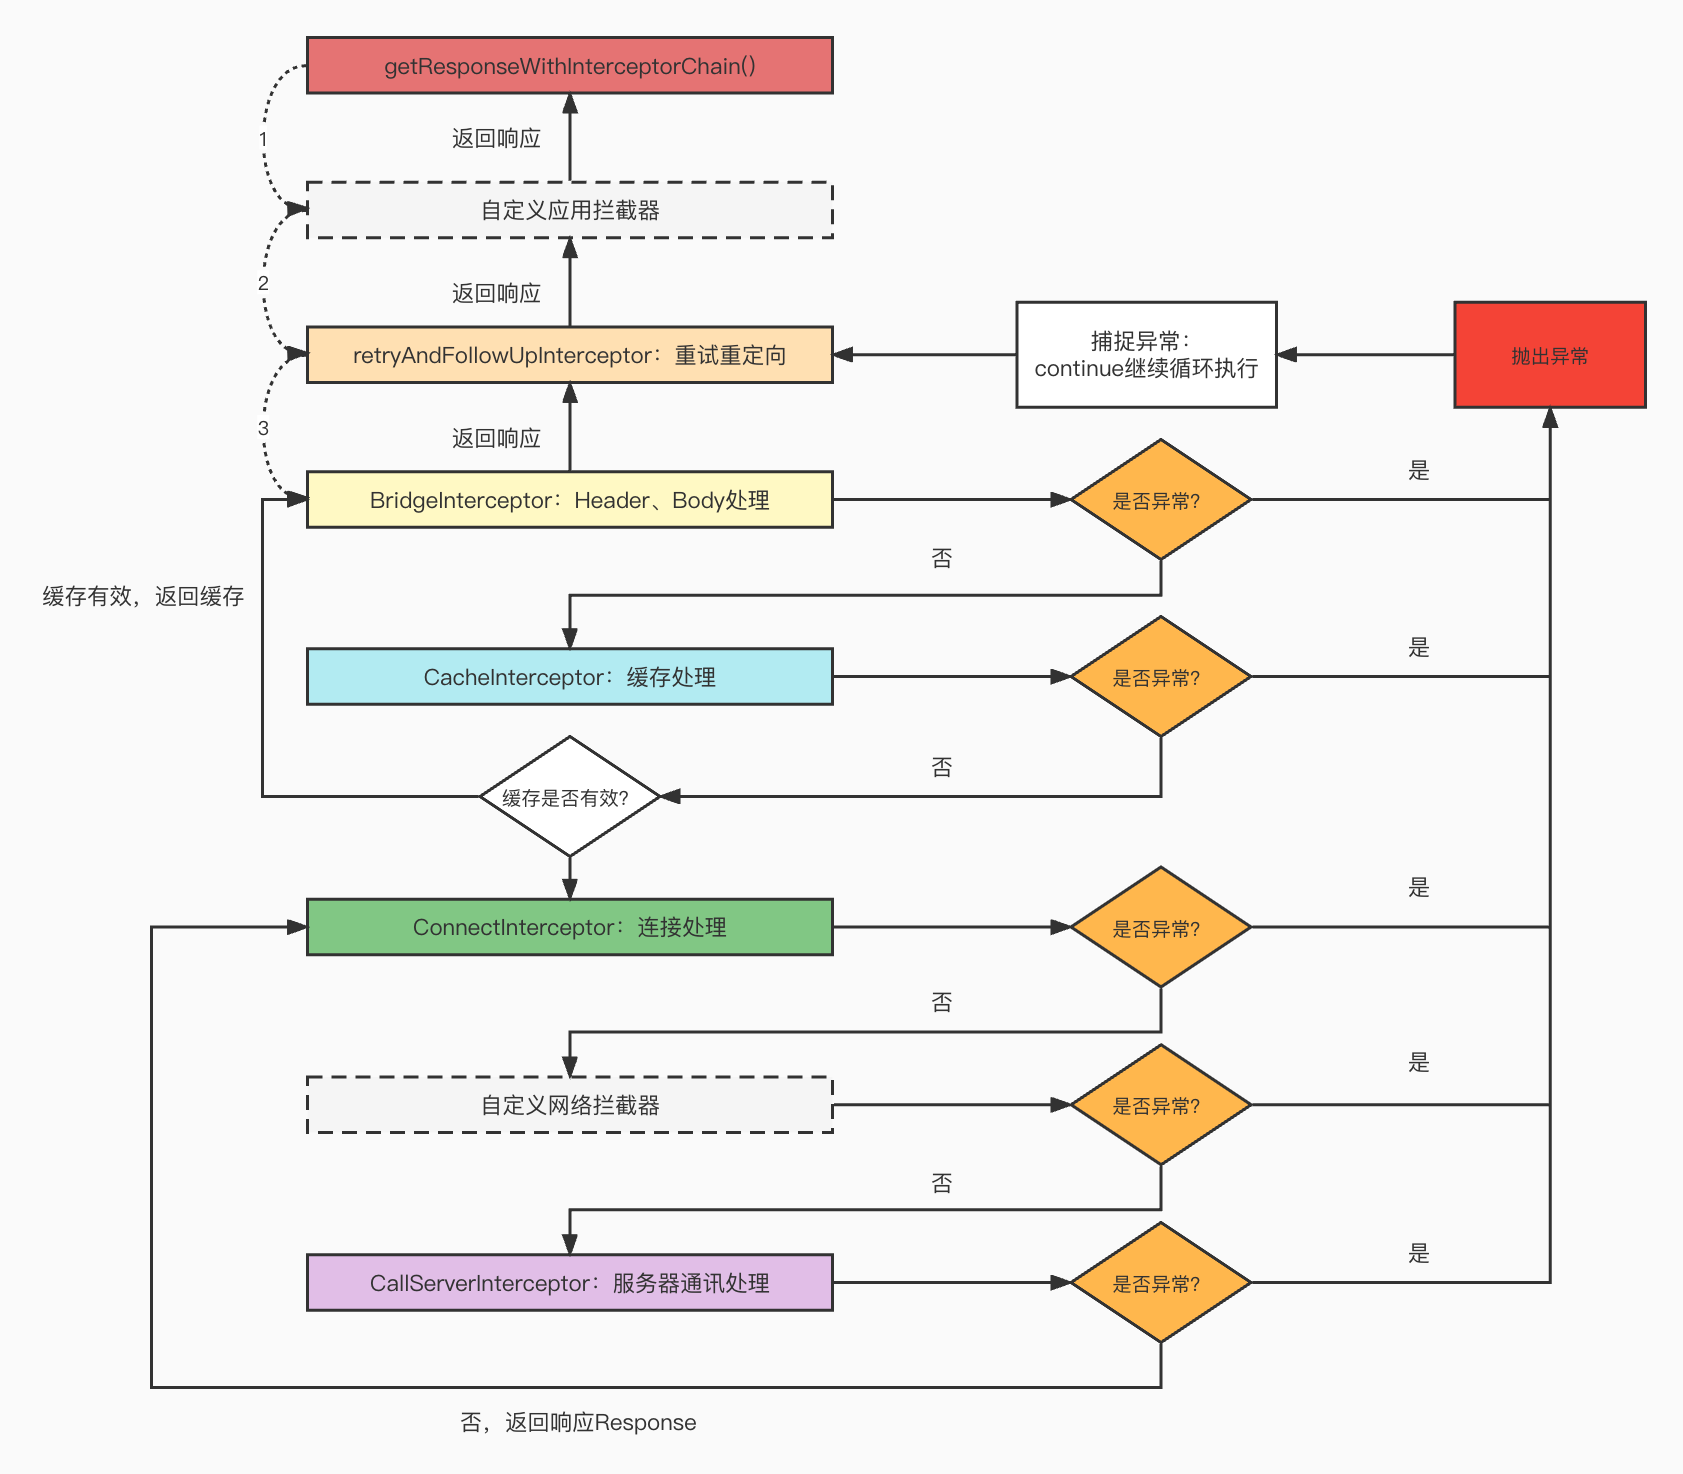 getResponseWithInterceptorChain()
1
返回响应
自定义应用拦截器
2
返回响应
retryAndFollowUpInterceptor：重试重定向
捕捉异常：
continue继续循环执行
抛出异常
3
返回响应
BridgeInterceptor：Header、Body处理
是否异常?
是
否
缓存有效，返回缓存
CacheInterceptor：缓存处理
是否异常?
是
否
缓存是否有效?
ConnectInterceptor：连接处理
是否异常?
是
否
自定义网络拦截器
是否异常?
是
否
CallServerInterceptor：服务器通讯处理
是否异常?
是
否，返回响应Response